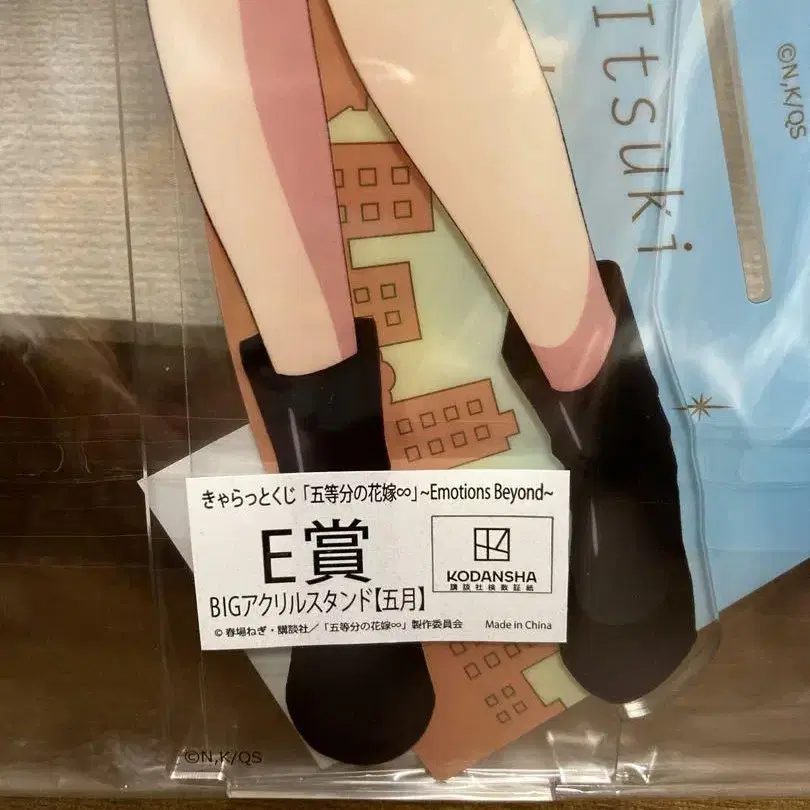 Itsuki
©N,K/QS
きゃらっとくじ「五等分の花嫁∞」~Emotions Beyond~
E賞
KODANSHA
講談社検数証紙
BIGアクリルスタンド【五月】
© 春場ねぎ・講談社／「五等分の花嫁∞」製作委員会 Made in China
©N,K/QS